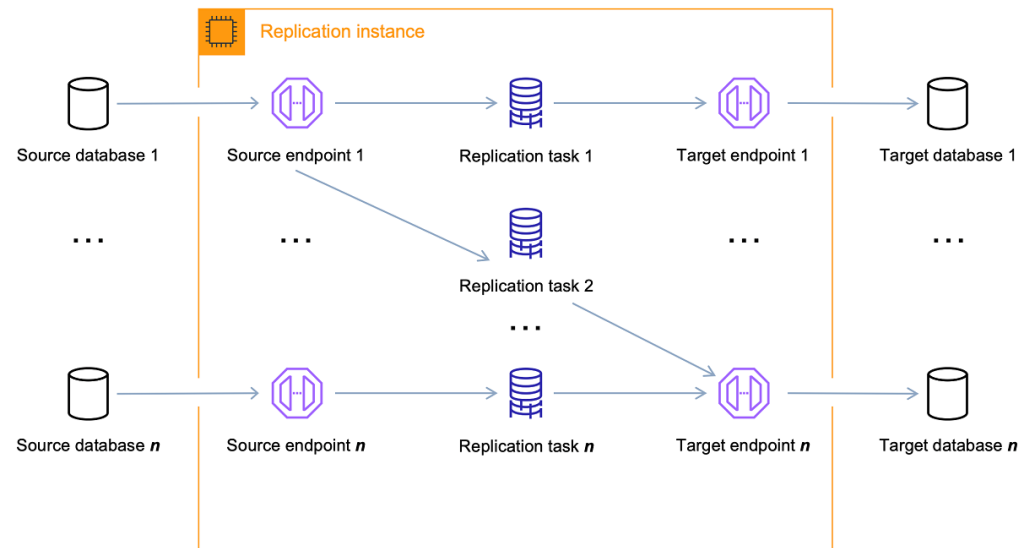 Replication instance
Source database 1
Source endpoint 1
Replication task 1
Target endpoint 1
Target database 1
...
...
...
...
Replication task 2
...
Source database n
Source endpoint n
Replication task n
Target endpoint n
Target database n